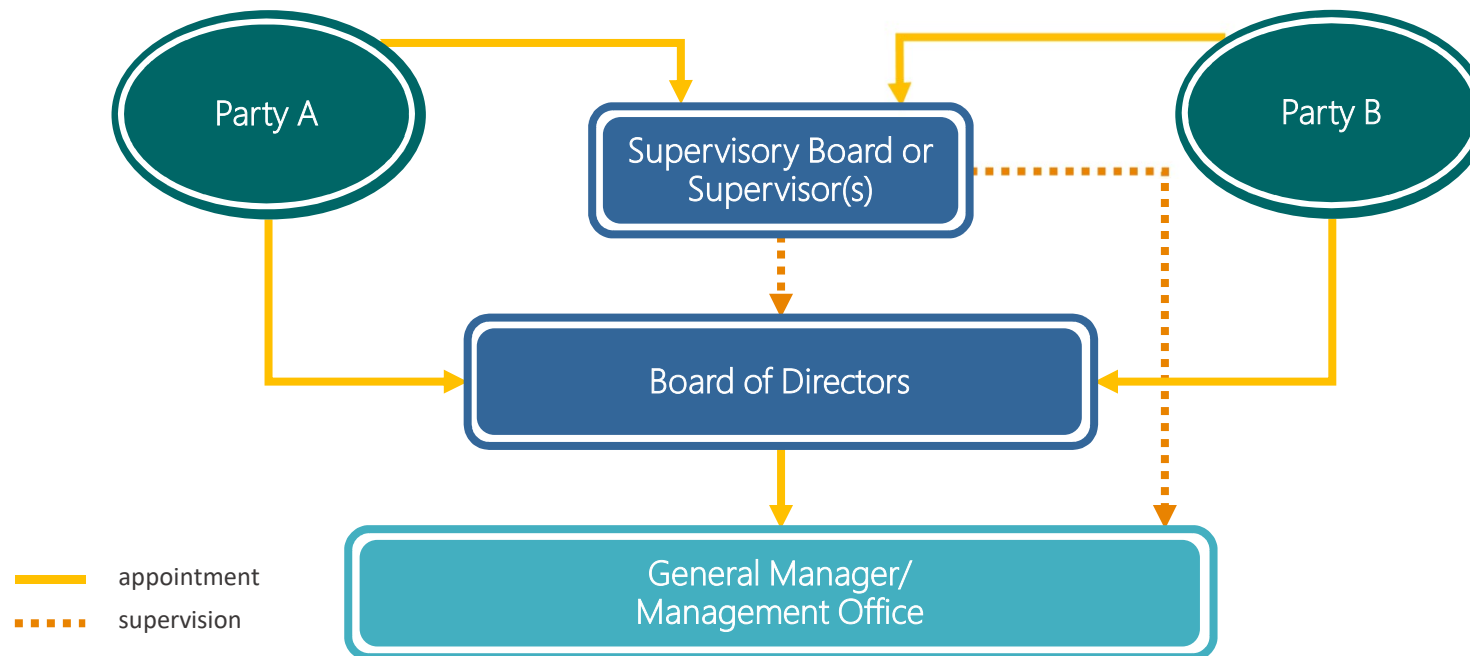 Party A
Party B
Supervisory Board or
Supervisor(s)
Board of Directors
General Manager/
Management Office
appointment
supervision